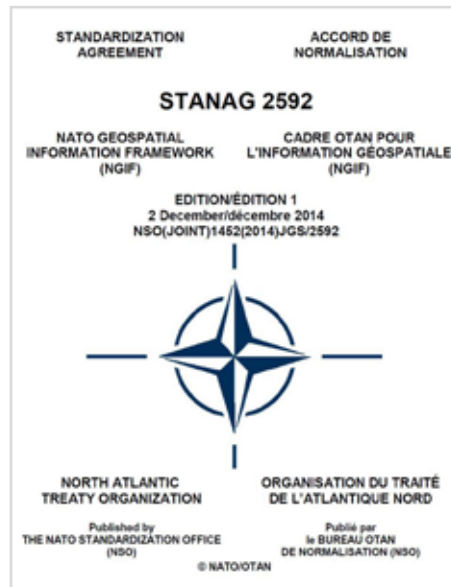 STANDARDIZATION
AGREEMENT
ACCORD DE
NORMALISATION
STANAG 2592
NATO GEOSPATIAL
INFORMATION FRAMEWORK
(NGIF)
CADRE OTAN POUR
L'INFORMATION GÉOSPATIALE
(NGIF)
EDITION/ÉDITION 1
2 December/décembre 2014
NSO(JOINT)1452(2014)JGS/2592
NORTH ATLANTIC
TREATY ORGANIZATION
ORGANISATION DU TRAITÉ
DE L'ATLANTIQUE NORD
Published by
THE NATO STANDARDIZATION OFFICE
(NSO)
Publié par
le BUREAU OTAN
DE NORMALISATION (NSO)
© NATO/OTAN